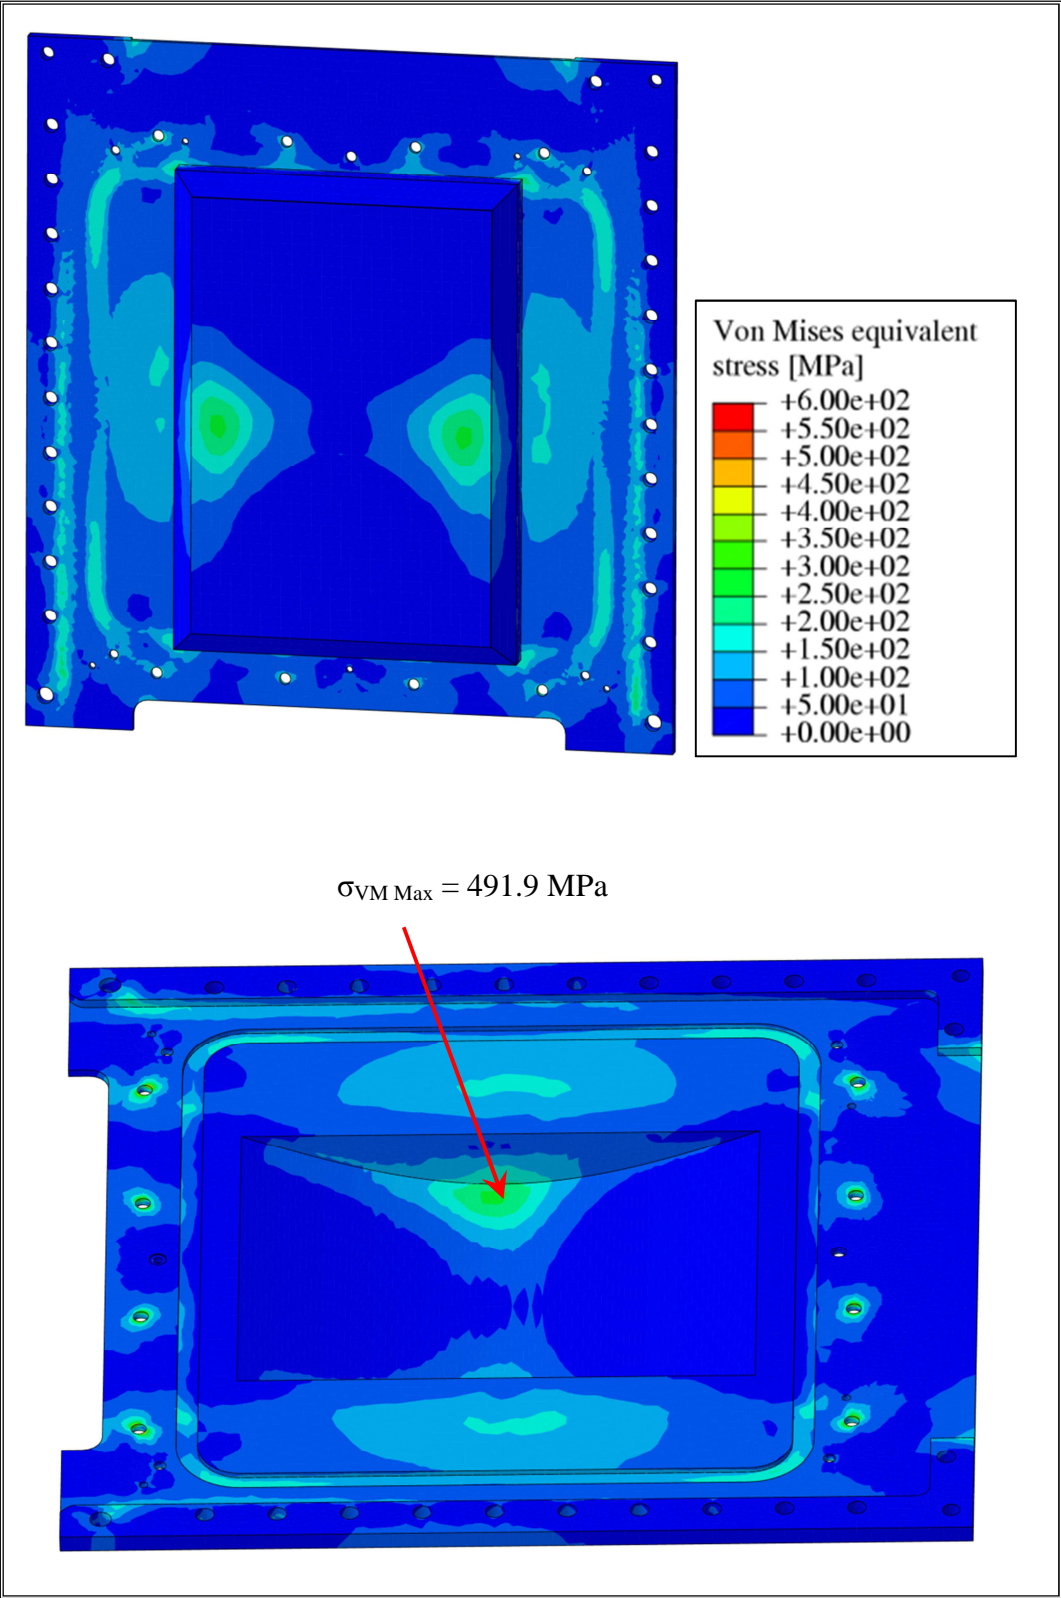 Von Mises equivalent
stress [MPa]
+6.00e+02
+5.50e+02
+5.00e+02
+4.50e+02
+4.00e+02
+3.50e+02
+3.00e+02
+2.50e+02
+2.00e+02
+1.50e+02
+1.00e+02
+5.00e+01
+0.00e+00
σVM Max = 491.9 MPa